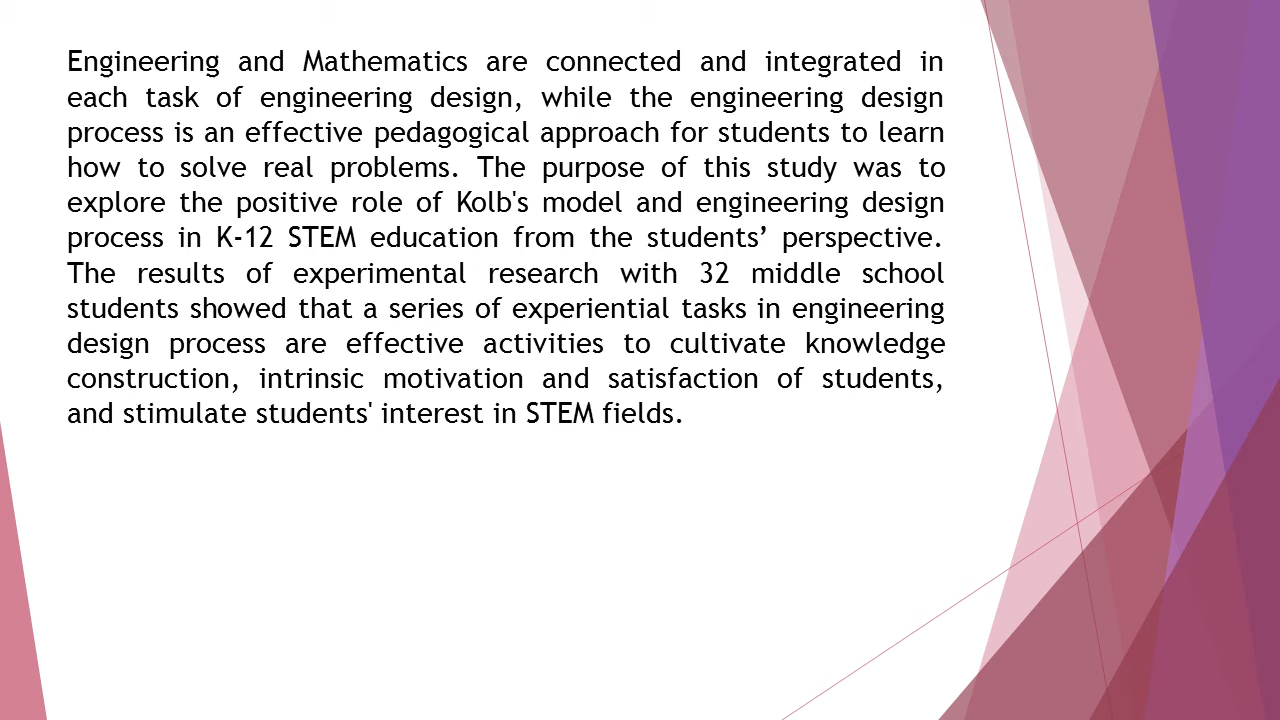 Engineering and Mathematics are connected and integrated in
each task of engineering design, while the engineering design
process is an effective pedagogical approach for students to learn
how to solve real problems. The purpose of this study was to
explore the positive role of Kolb's model and engineering design
process in K-12 STEM education from the students’ perspective.
The results of experimental research with 32 middle school
students showed that a series of experiential tasks in engineering
design process are effective activities to cultivate knowledge
construction, intrinsic motivation and satisfaction of students,
and stimulate students' interest in STEM fields.